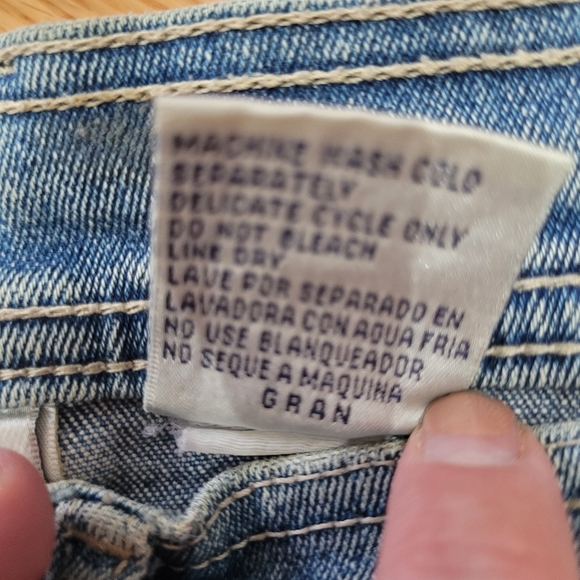 MACHINE WASH COLD
SEPARATELY
DELICATE CYCLE ONLY
DO NOT BLEACH
LINE DRY
LAVE POR SEPARADO EN
LAVADORA CON AGUA FRIA
NO USE BLANQUEADOR
NO SEQUE A MAQUINA
GRAN